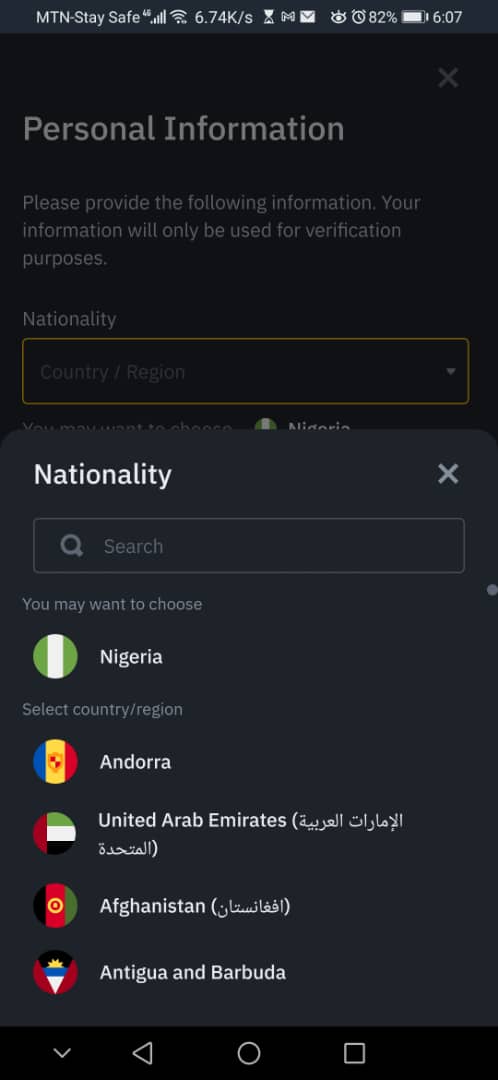 MTN-Stay Safe 4G 6.74K/s 82% 6:07
Personal Information
Please provide the following information. Your
information will only be used for verification
purposes.
Nationality
Country / Region
You may want to choose Nigeria
Nationality
Search
You may want to choose
Nigeria
Select country/region
Andorra
United Arab Emirates (الإمارات العربية
المتحدة)
Afghanistan (افغانستان)
Antigua and Barbuda